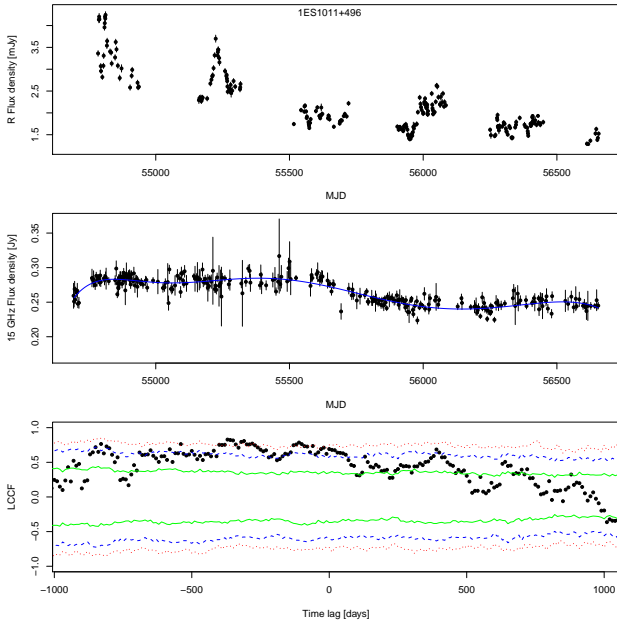 1ES1011+496
R Flux density [mJy]
3.5
2.5
1.5
55000 55500 56000 56500
MJD
15 GHz Flux density [Jy]
0.35
0.30
0.25
0.20
55000 55500 56000 56500
MJD
LCCF
1.0
0.5
0.0
−0.5
−1.0
−1000 −500 0 500 1000
Time lag [days]